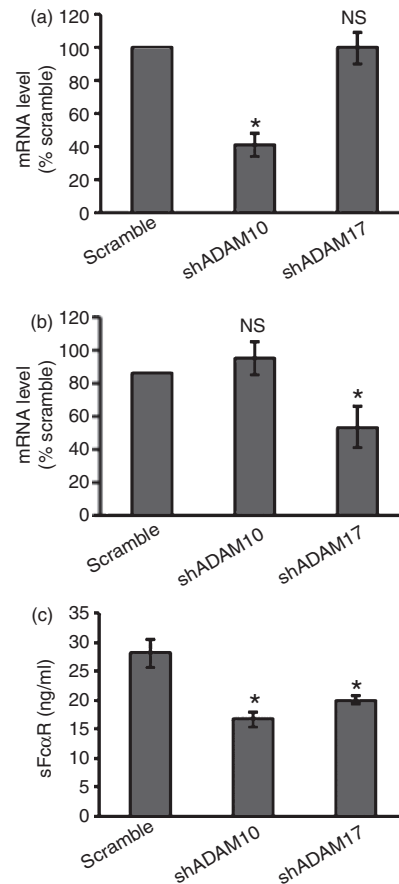 (a)
120
100
80
60
40
20
0
mRNA level
(% scramble)
*
NS
Scramble
shADAM10
shADAM17
(b)
120
100
80
60
40
20
0
mRNA level
(% scramble)
NS
*
Scramble
shADAM10
shADAM17
(c)
35
30
25
20
15
10
5
0
sFcαR (ng/ml)
*
*
Scramble
shADAM10
shADAM17